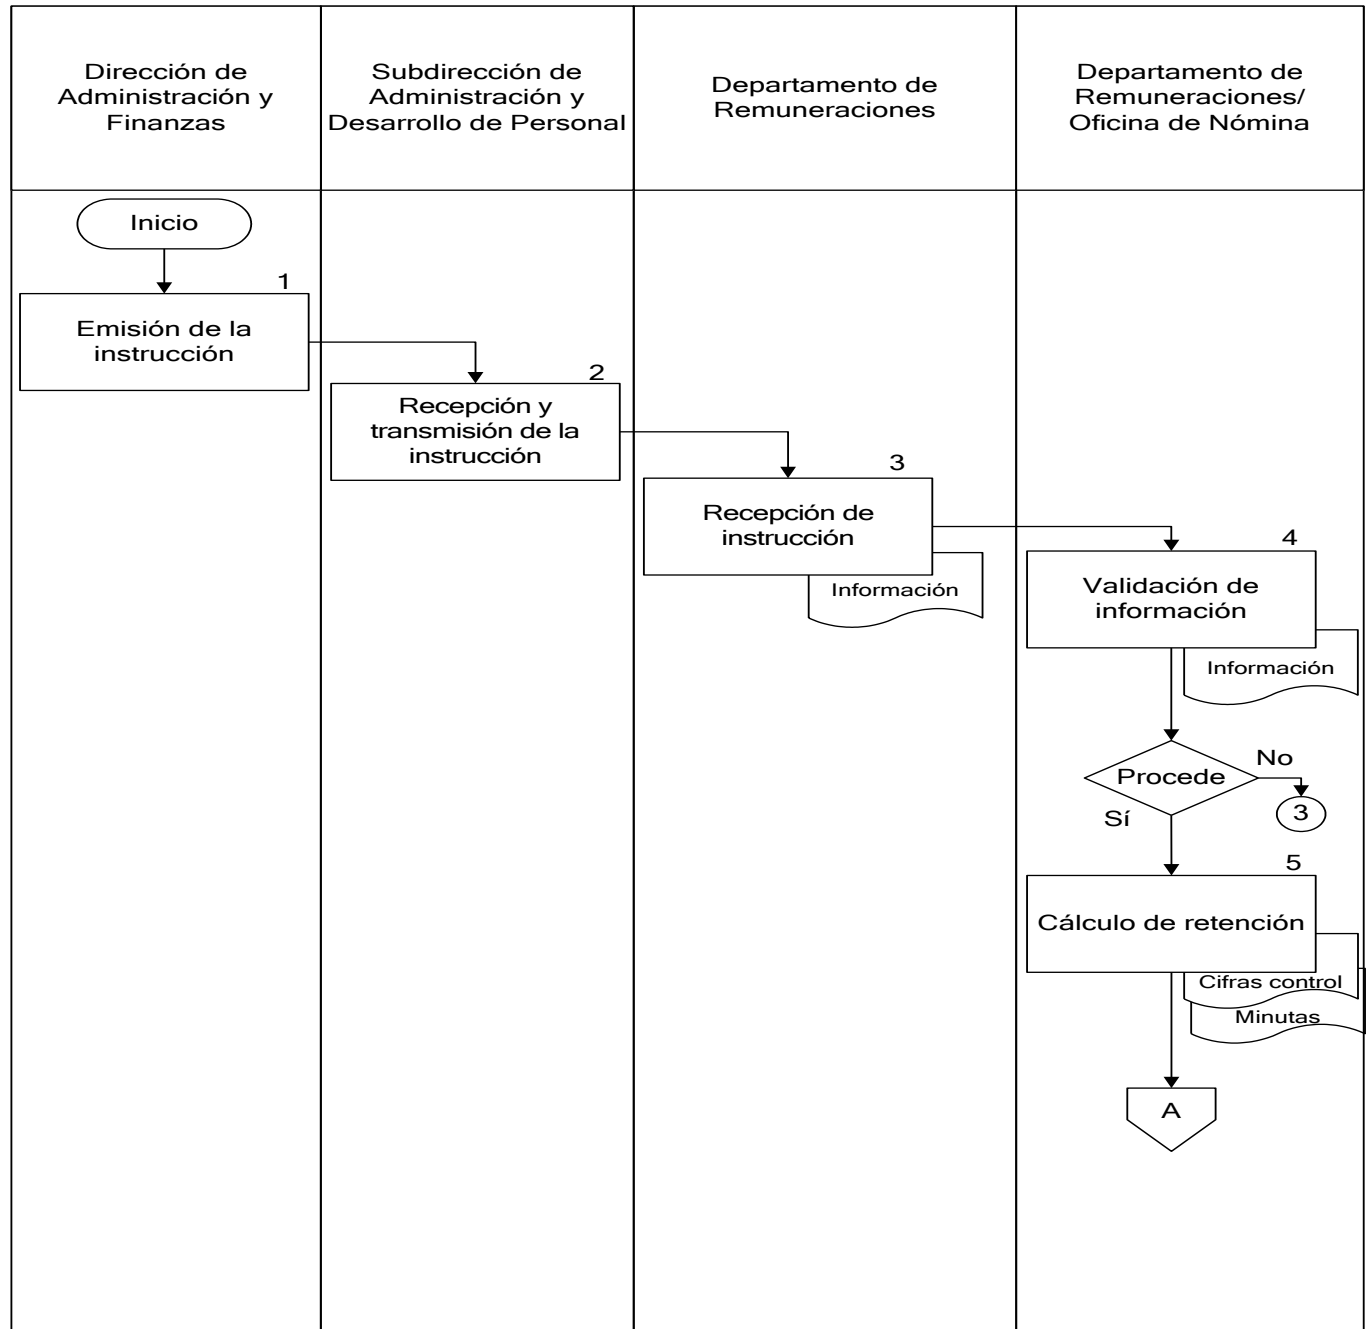 Dirección de
Administración y
Finanzas
Subdirección de
Administración y
Desarrollo de Personal
Departamento de
Remuneraciones
Departamento de
Remuneraciones/
Oficina de Nómina
Inicio
1
Emisión de la
instrucción
2
Recepción y
transmisión de la
instrucción
3
Recepción de
instrucción
Información
4
Validación de
información
Información
Procede
No
3
Sí
5
Cálculo de retención
Cifras control
Minutas
A